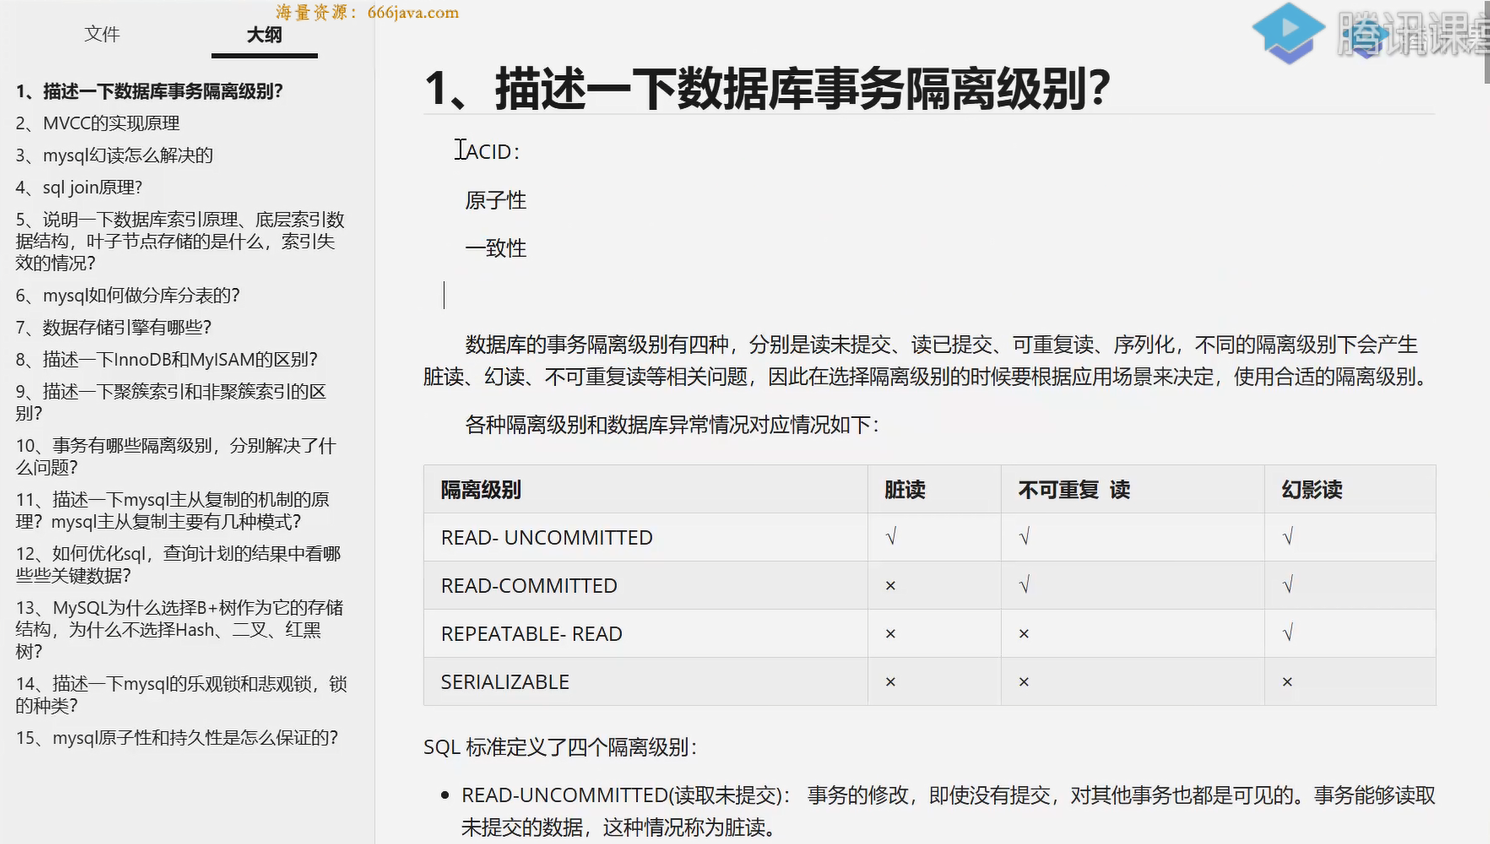 海量资源：666java.com
文件
大纲
1、描述一下数据库事务隔离级别？
2、MVCC的实现原理
3、mysql幻读怎么解决的
4、sql join原理？
5、说明一下数据库索引原理、底层索引数
据结构，叶子节点存储的是什么，索引失
效的情况？
6、mysql如何做分库分表的？
7、数据存储引擎有哪些？
8、描述一下InnoDB和MyISAM的区别？
9、描述一下聚簇索引和非聚簇索引的区
别？
10、事务有哪些隔离级别，分别解决了什
么问题？
11、描述一下mysql主从复制的机制的原
理？mysql主从复制主要有几种模式？
12、如何优化sql，查询计划的结果中看哪
些些关键数据？
13、MySQL为什么选择B+树作为它的存储
结构，为什么不选择Hash、二叉、红黑
树？
14、描述一下mysql的乐观锁和悲观锁，锁
的种类？
15、mysql原子性和持久性是怎么保证的？
腾讯课堂
1、描述一下数据库事务隔离级别？
ACID：
原子性
一致性
数据库的事务隔离级别有四种，分别是读未提交、读已提交、可重复读、序列化，不同的隔离级别下会产生
脏读、幻读、不可重复读等相关问题，因此在选择隔离级别的时候要根据应用场景来决定，使用合适的隔离级别。
各种隔离级别和数据库异常情况对应情况如下：
隔离级别 脏读 不可重复 读 幻影读
READ- UNCOMMITTED √ √ √
READ-COMMITTED × √ √
REPEATABLE- READ × × √
SERIALIZABLE × × ×
SQL 标准定义了四个隔离级别：
READ-UNCOMMITTED(读取未提交)： 事务的修改，即使没有提交，对其他事务也都是可见的。事务能够读取
未提交的数据，这种情况称为脏读。